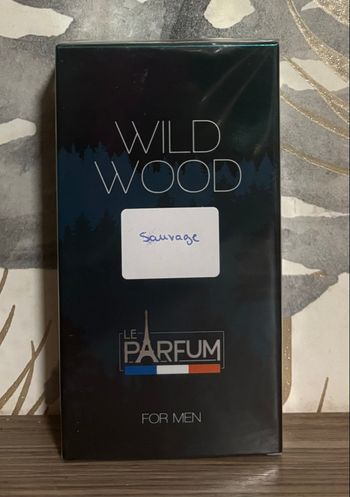 WILD
WOOD
Sauvage
LE
PARFUM
FOR MEN